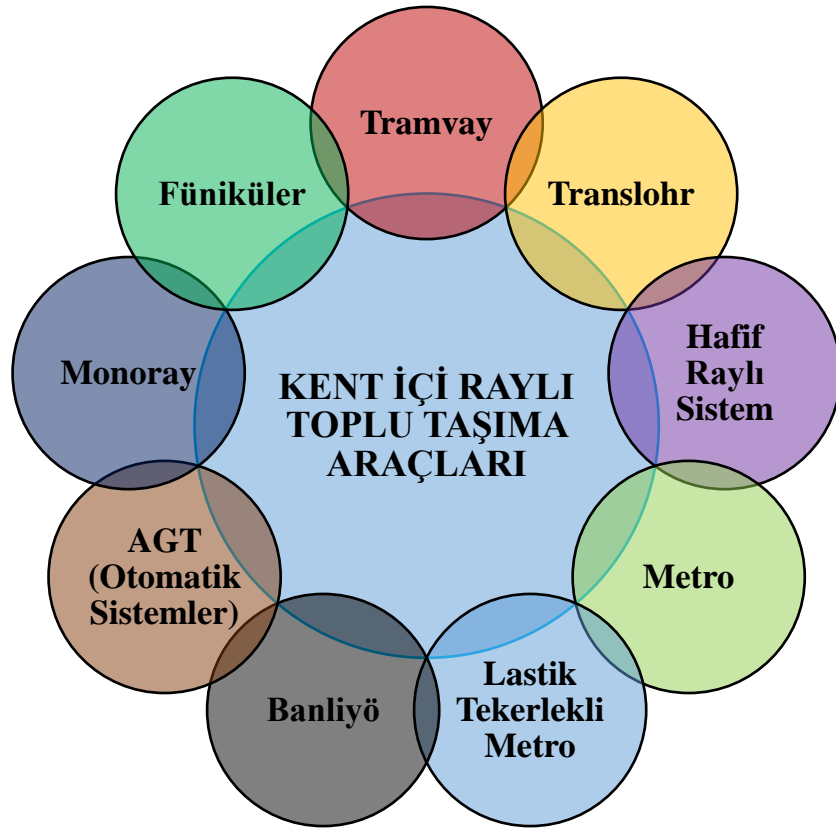 Tramvay
Translohr
Hafif
Raylı
Sistem
Metro
Lastik
Tekerlekli
Metro
Banliyö
AGT
(Otomatik
Sistemler)
Monoray
Füniküler
KENT İÇİ RAYLI
TOPLU TAŞIMA
ARAÇLARI